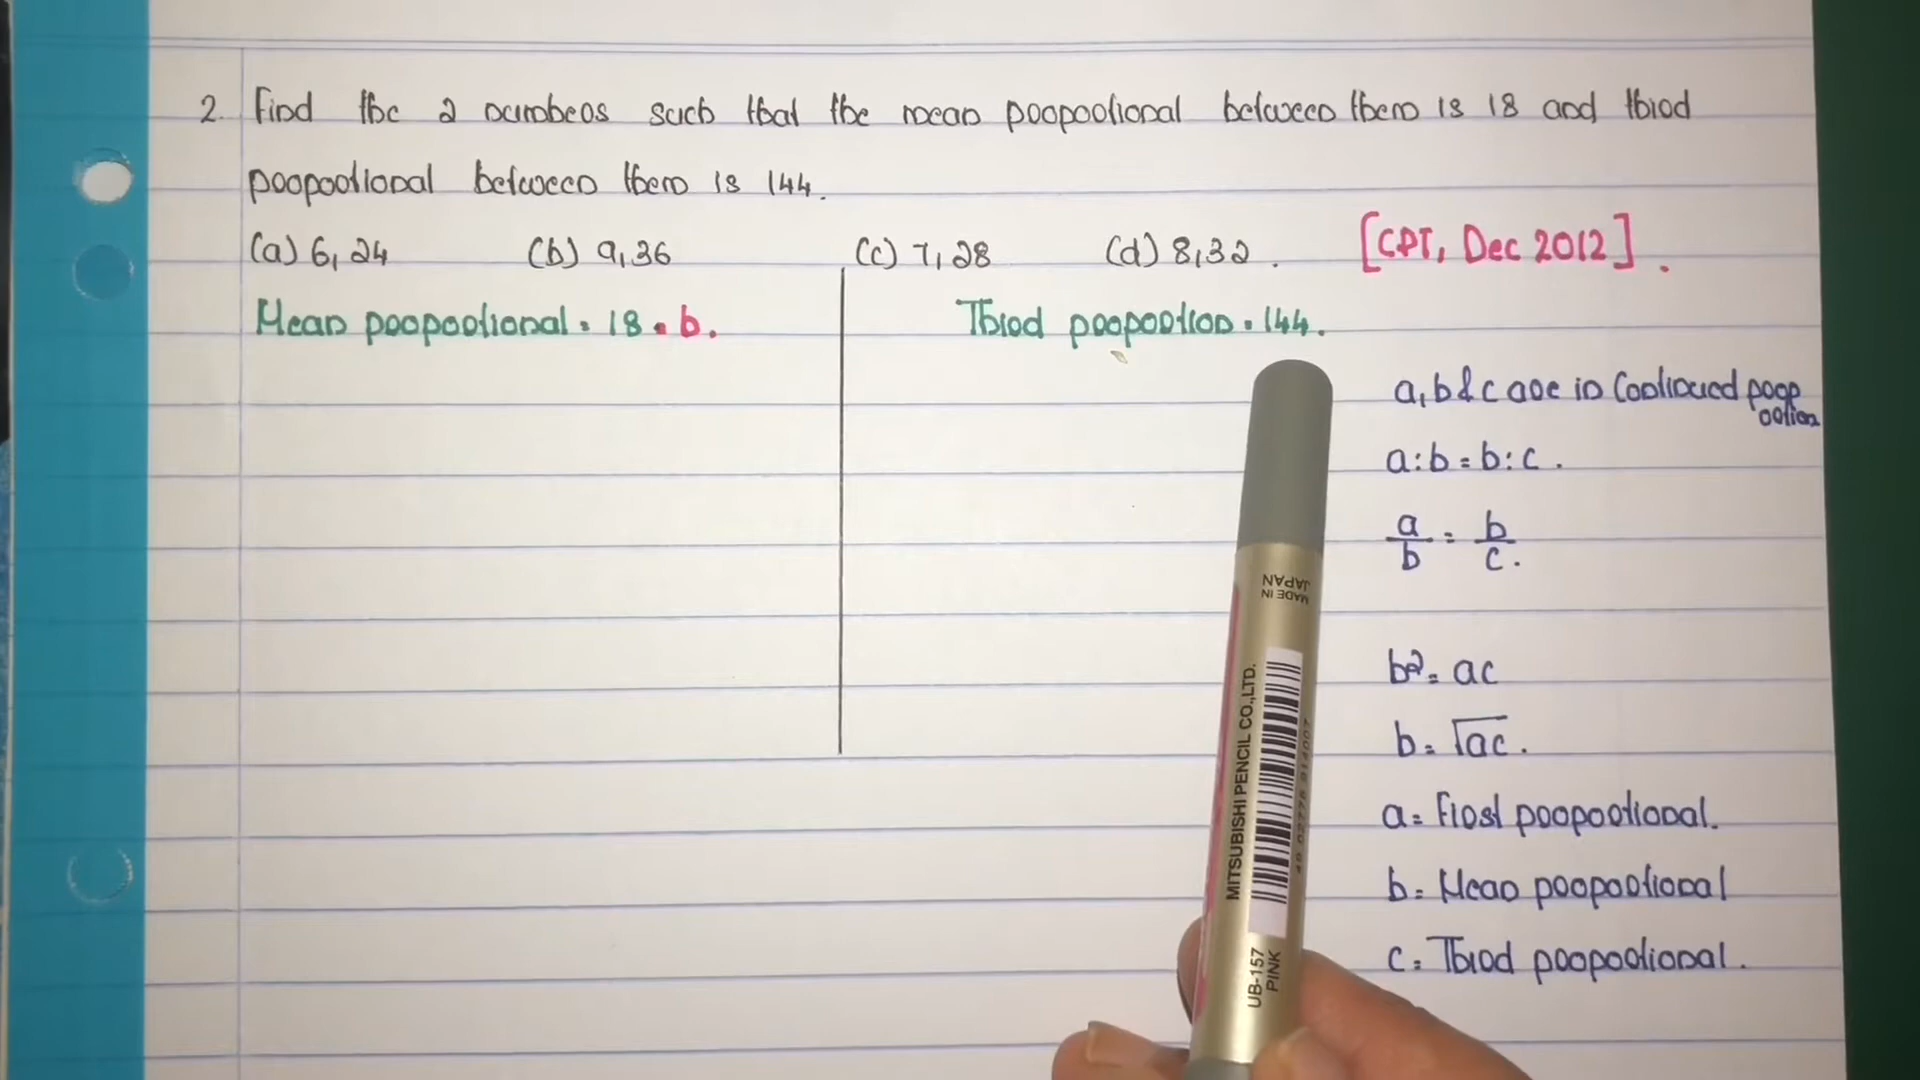 2. Find the 2 numbers such that the mean proportional between them is 18 and third
proportional between them is 144.
(a) 6, 24 (b) 9, 36 (c) 7, 28 (d) 8, 32. [CPT, Dec 2012].
Mean proportional = 18 = b.
Third proportion = 144.
a, b & c are in Continued prop
ortion
a : b = b : c.
a/b = b/c.
b² = ac
b = √ac.
a = First proportional.
b = Mean proportional
c = Third proportional.
MADE IN
JAPAN
MITSUBISHI PENCIL CO., LTD.
UB-157
PINK